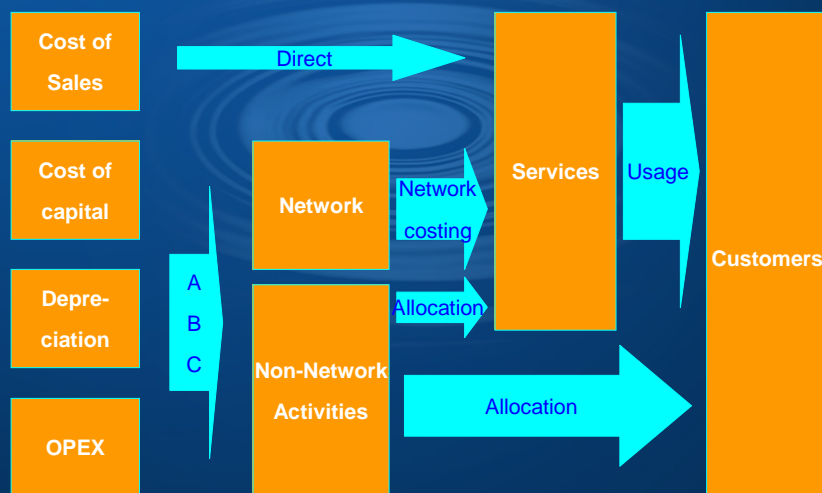 Cost of
Sales
Direct
Cost of
capital
Depre-
ciation
OPEX
A
B
C
Network
Non-Network
Activities
Network
costing
Allocation
Services
Usage
Allocation
Customers